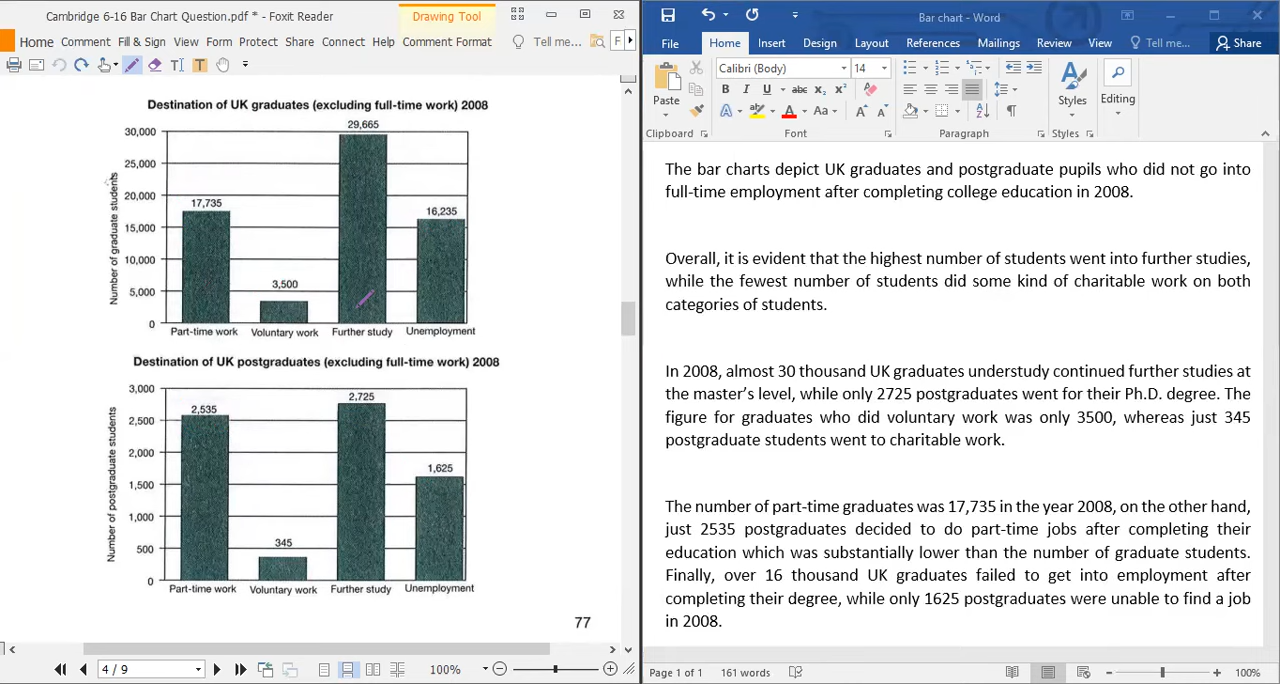 Cambridge 6-16 Bar Chart Question.pdf * - Foxit Reader
Drawing Tool
Home Comment Fill & Sign View Form Protect Share Connect Help Comment Format Tell me... F
Destination of UK graduates (excluding full-time work) 2008
Number of graduate students
30,000
25,000
20,000
15,000
10,000
5,000
0
17,735
3,500
29,665
16,235
Part-time work Voluntary work Further study Unemployment
Destination of UK postgraduates (excluding full-time work) 2008
Number of postgraduate students
3,000
2,500
2,000
1,500
1,000
500
0
2,535
345
2,725
1,625
Part-time work Voluntary work Further study Unemployment
77
4 / 9
100%
Bar chart - Word
File Home Insert Design Layout References Mailings Review View Tell me... Share
Paste
Calibri (Body) 14
B I U abc x₂ x²
A A Aa A A
Styles
Editing
Clipboard Font Paragraph Styles
The bar charts depict UK graduates and postgraduate pupils who did not go into
full-time employment after completing college education in 2008.
Overall, it is evident that the highest number of students went into further studies,
while the fewest number of students did some kind of charitable work on both
categories of students.
In 2008, almost 30 thousand UK graduates understudy continued further studies at
the master's level, while only 2725 postgraduates went for their Ph.D. degree. The
figure for graduates who did voluntary work was only 3500, whereas just 345
postgraduate students went to charitable work.
The number of part-time graduates was 17,735 in the year 2008, on the other hand,
just 2535 postgraduates decided to do part-time jobs after completing their
education which was substantially lower than the number of graduate students.
Finally, over 16 thousand UK graduates failed to get into employment after
completing their degree, while only 1625 postgraduates were unable to find a job
in 2008.
Page 1 of 1 161 words
100%